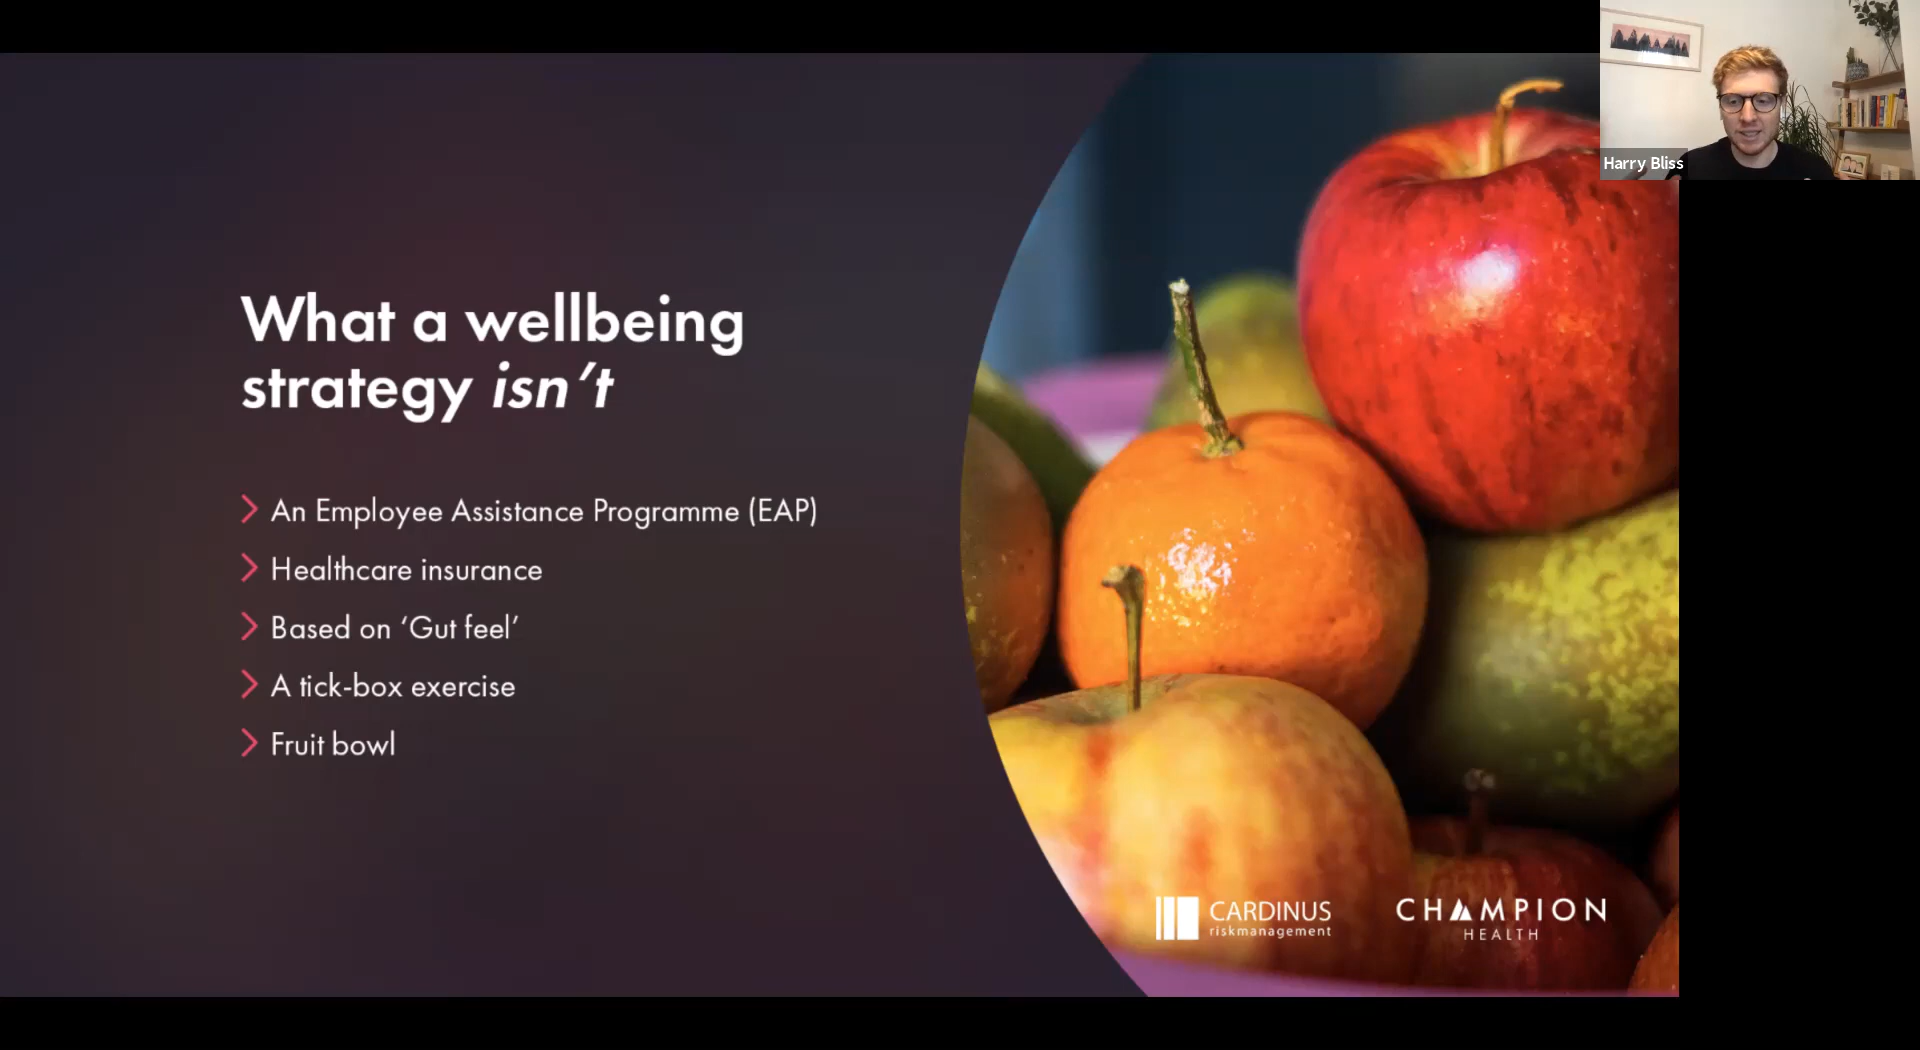 What a wellbeing
strategy isn’t
An Employee Assistance Programme (EAP)
Healthcare insurance
Based on ‘Gut feel’
A tick-box exercise
Fruit bowl
CARDINUS
riskmanagement
CHAMPION
HEALTH
Harry Bliss